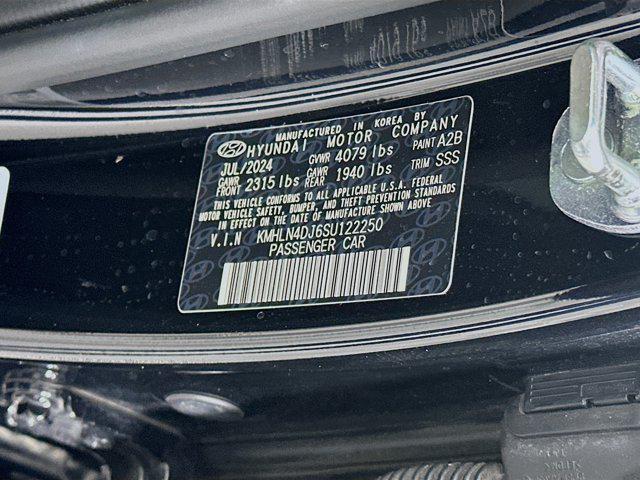 MANUFACTURED IN KOREA BY
HYUNDAI MOTOR COMPANY
JUL/2024 GVWR 4079 lbs PAINT A2B
GAWR FRONT 2315 lbs GAWR REAR 1940 lbs TRIM SSS
THIS VEHICLE CONFORMS TO ALL APPLICABLE U.S.A. FEDERAL
MOTOR VEHICLE SAFETY, BUMPER, AND THEFT PREVENTION STANDARDS
IN EFFECT ON THE DATE OF MANUFACTURE SHOWN ABOVE
V.I.N KMHLN4DJ6SU122250
PASSENGER CAR